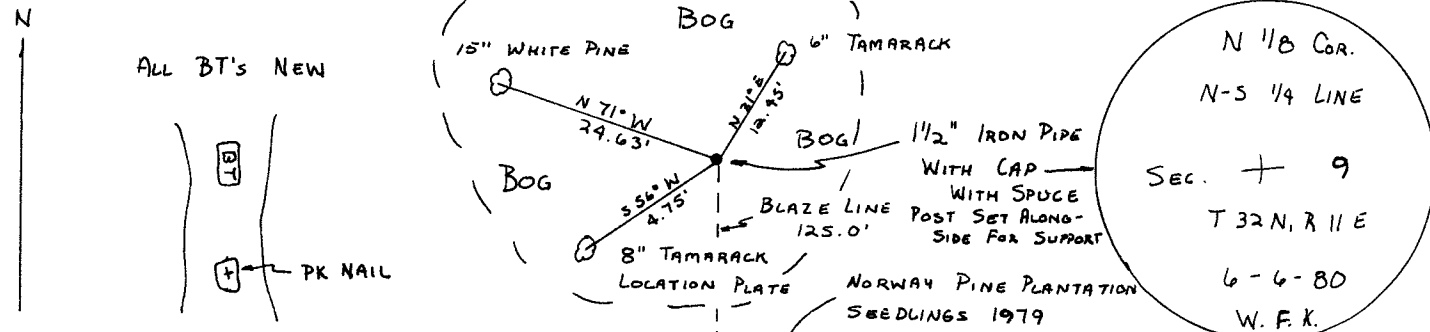 N
ALL BT's NEW
BT
PK NAIL
BOG
15" WHITE PINE
6" TAMARACK
N 71° W
24.63'
N 31° E
12.45'
BOG
BOG
S 56° W
4.75'
8" TAMARACK
LOCATION PLATE
BLAZE LINE
125.0'
1 1/2" IRON PIPE
WITH CAP
WITH SPUCE
POST SET ALONG-
SIDE FOR SUPPORT
NORWAY PINE PLANTATION
SEEDLINGS 1979
N 1/8 COR.
N-S 1/4 LINE
SEC. 9
T 32 N, R 11 E
6-6-80
W. F. K.